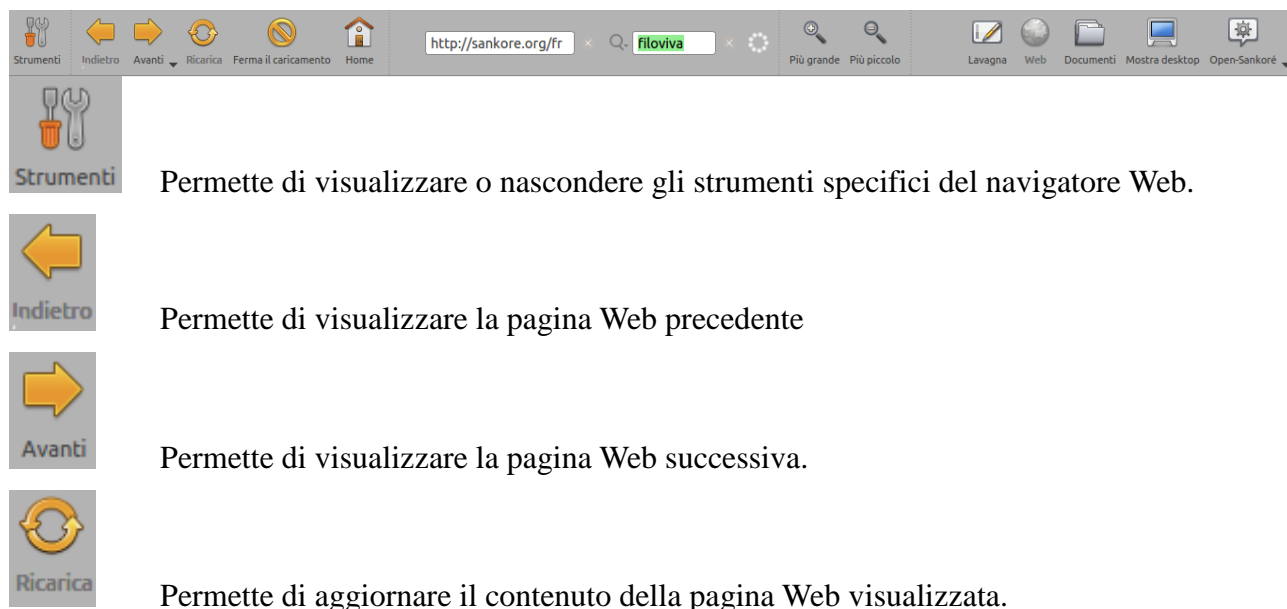 http://sankore.org/fr filoviva
Strumenti Indietro Avanti Ricarica Ferma il caricamento Home Più grande Più piccolo Lavagna Web Documenti Mostra desktop Open-Sankoré
Strumenti Permette di visualizzare o nascondere gli strumenti specifici del navigatore Web.
Indietro Permette di visualizzare la pagina Web precedente
Avanti Permette di visualizzare la pagina Web successiva.
Ricarica Permette di aggiornare il contenuto della pagina Web visualizzata.